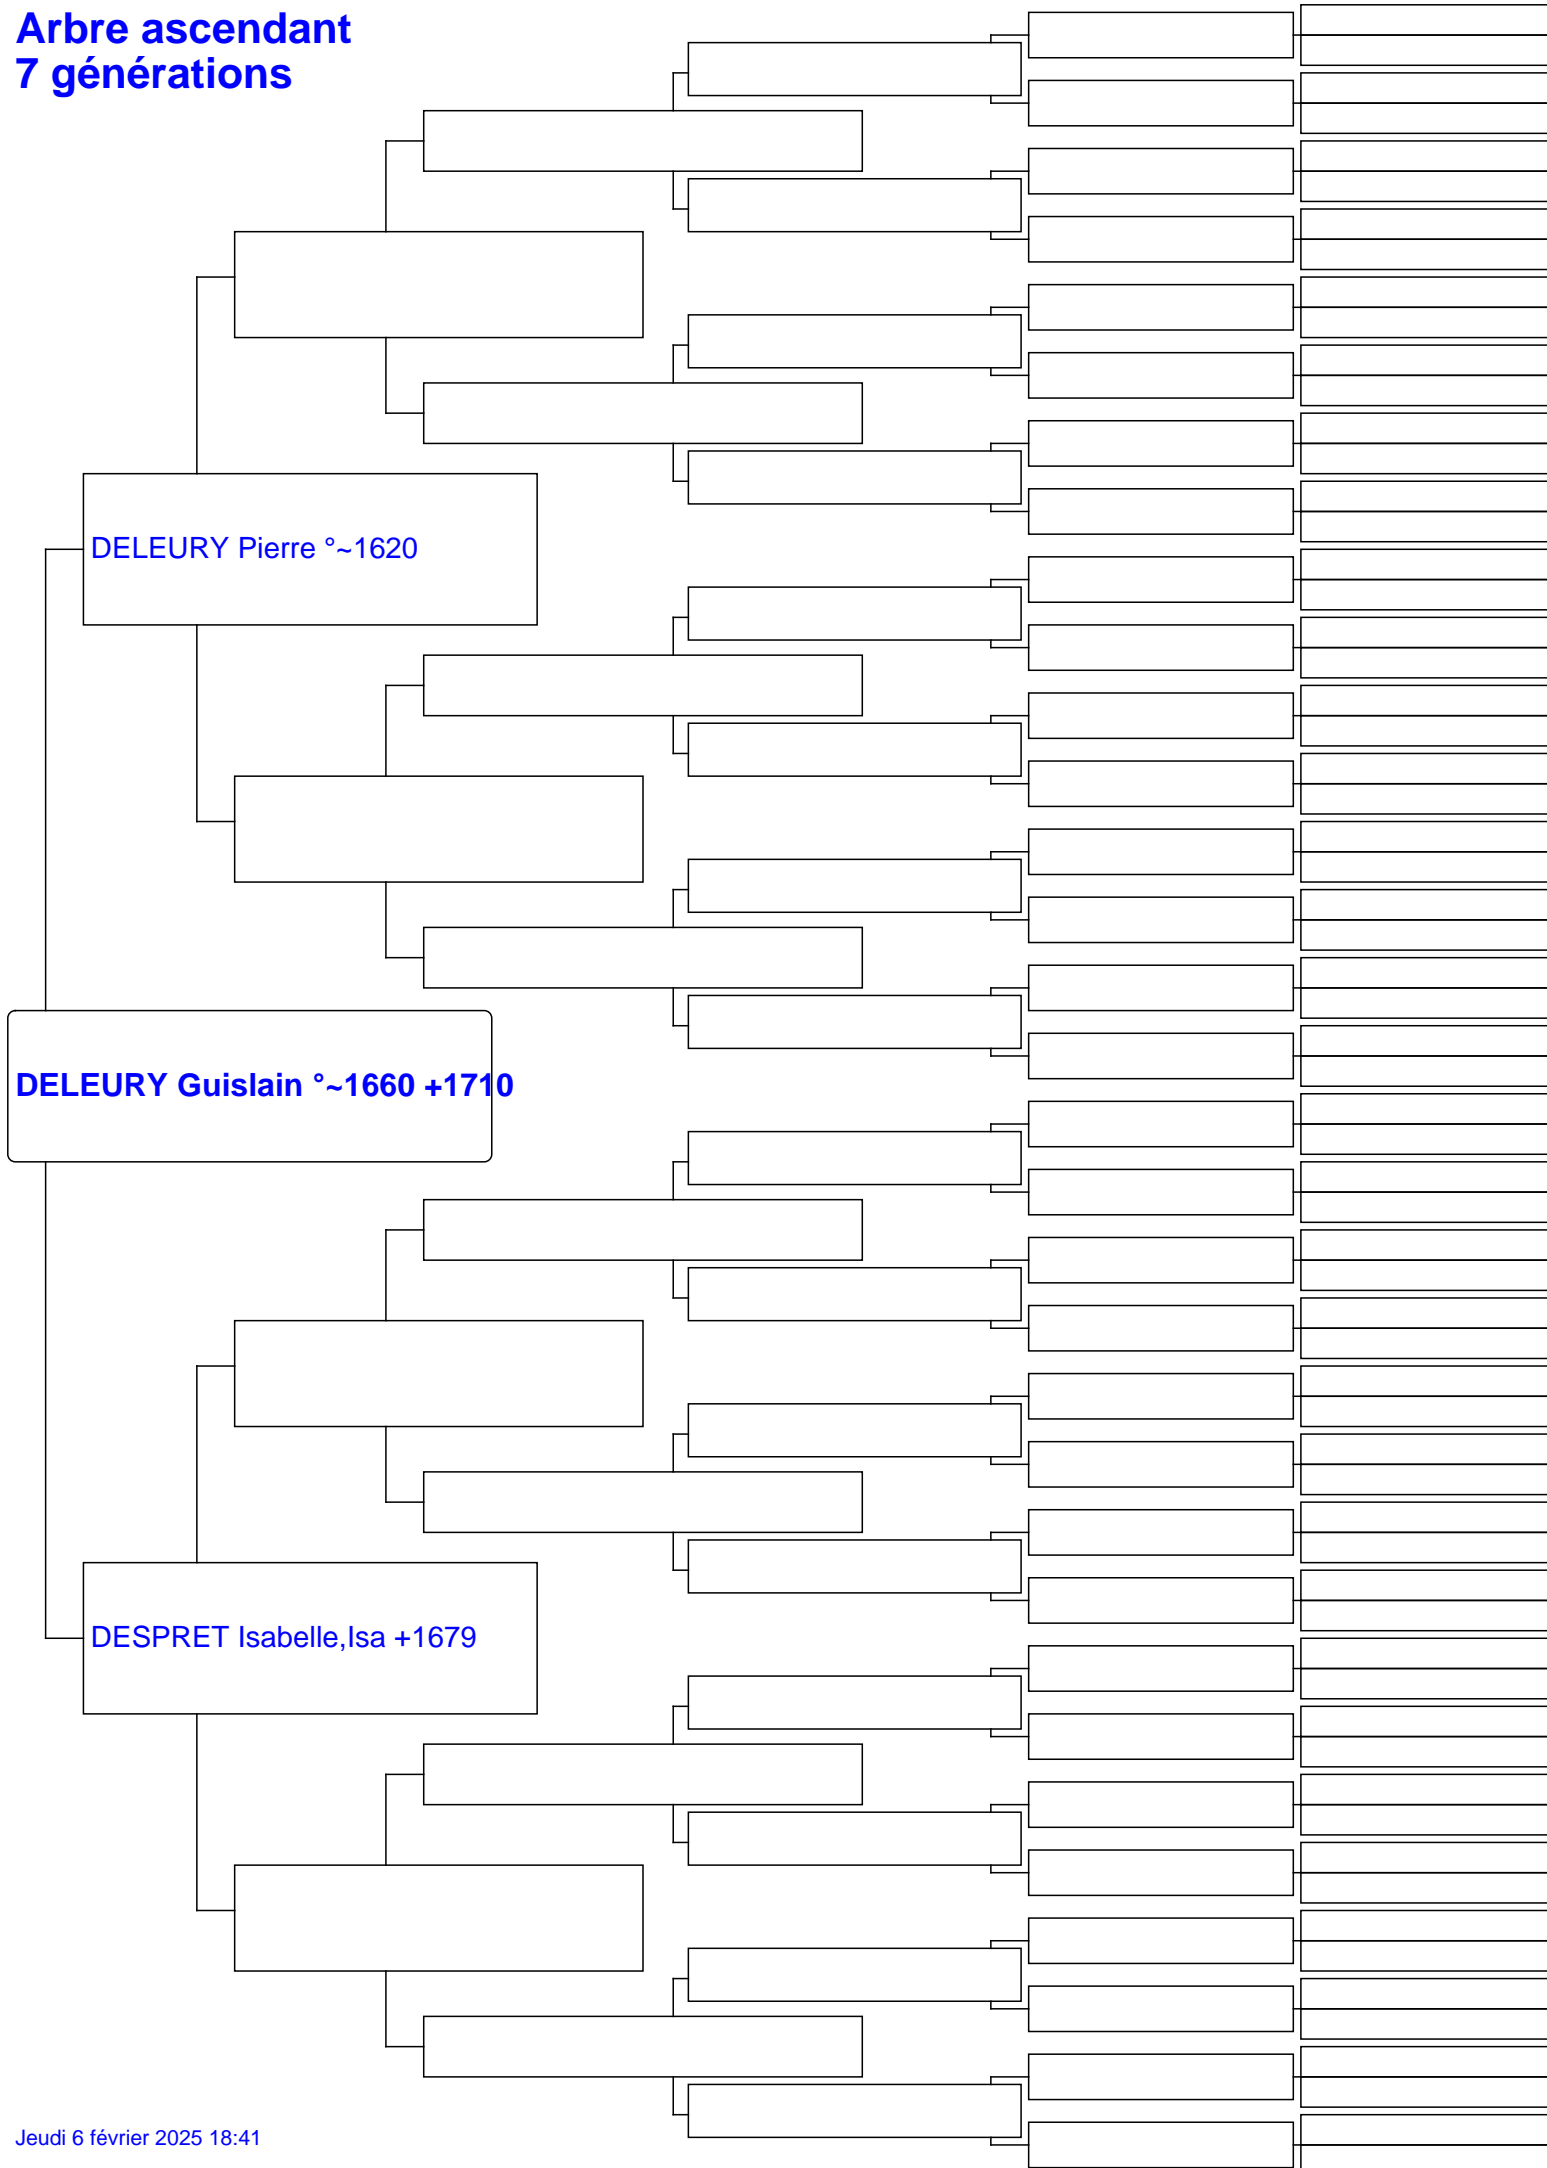 Arbre ascendant
7 générations
DELEURY Pierre °~1620
DELEURY Guislain °~1660 +1710
DESPRET Isabelle,Isa +1679
Jeudi 6 février 2025 18:41